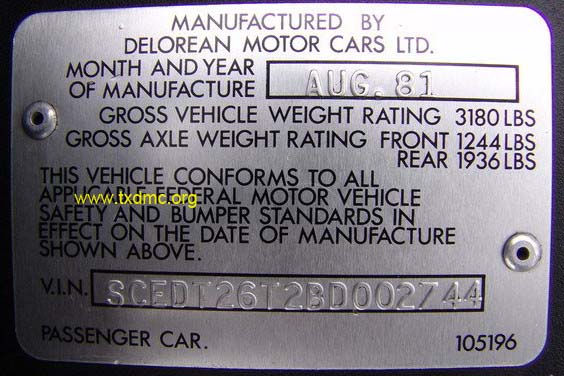 MANUFACTURED BY
DELOREAN MOTOR CARS LTD.
MONTH AND YEAR
OF MANUFACTURE AUG. 81
GROSS VEHICLE WEIGHT RATING 3180 LBS
GROSS AXLE WEIGHT RATING FRONT 1244 LBS
REAR 1936 LBS
THIS VEHICLE CONFORMS TO ALL
FEDERAL MOTOR VEHICLE
www.txdmc.org
SAFETY AND BUMPER STANDARDS IN
EFFECT ON THE DATE OF MANUFACTURE
SHOWN ABOVE.
V.I.N. SCEDT26T2BD002744
PASSENGER CAR. 105196